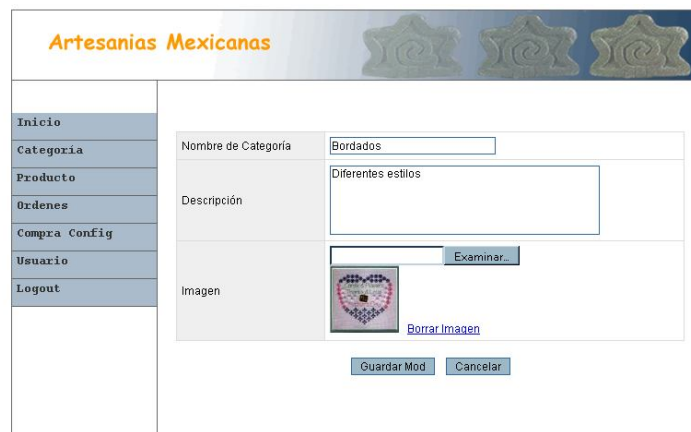 Artesanias Mexicanas
Inicio
Categoria
Producto
Ordenes
Compra Config
Usuario
Logout
Nombre de Categoría
Bordados
Descripción
Diferentes estilos
Imagen
Examinar...
Borrar Imagen
Guardar Mod
Cancelar